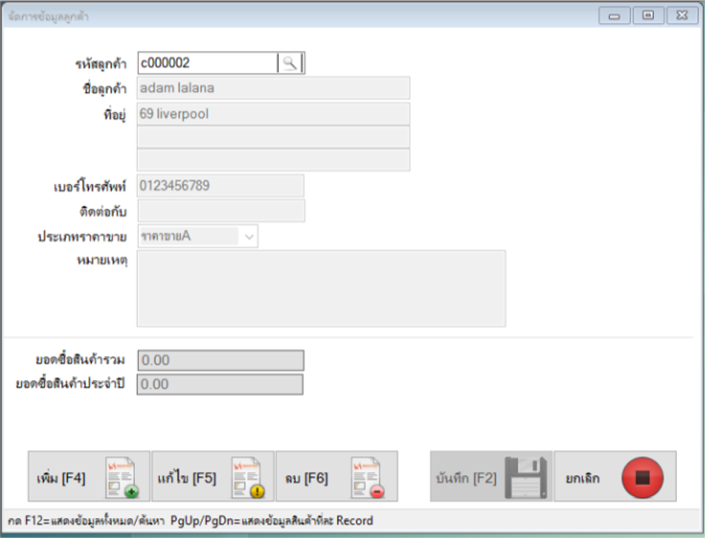 จัดการข้อมูลลูกค้า
รหัสลูกค้า c000002
ชื่อลูกค้า adam lalana
ที่อยู่ 69 liverpool
เบอร์โทรศัพท์ 0123456789
ติดต่อกับ
ประเภทราคาขาย ราคาขายA
หมายเหตุ
ยอดซื้อสินค้ารวม 0.00
ยอดซื้อสินค้าประจำปี 0.00
เพิ่ม [F4] แก้ไข [F5] ลบ [F6] บันทึก [F2] ยกเลิก
กด F12=แสดงข้อมูลทั้งหมด/ค้นหา PgUp/PgDn=แสดงข้อมูลสินค้าทีละ Record